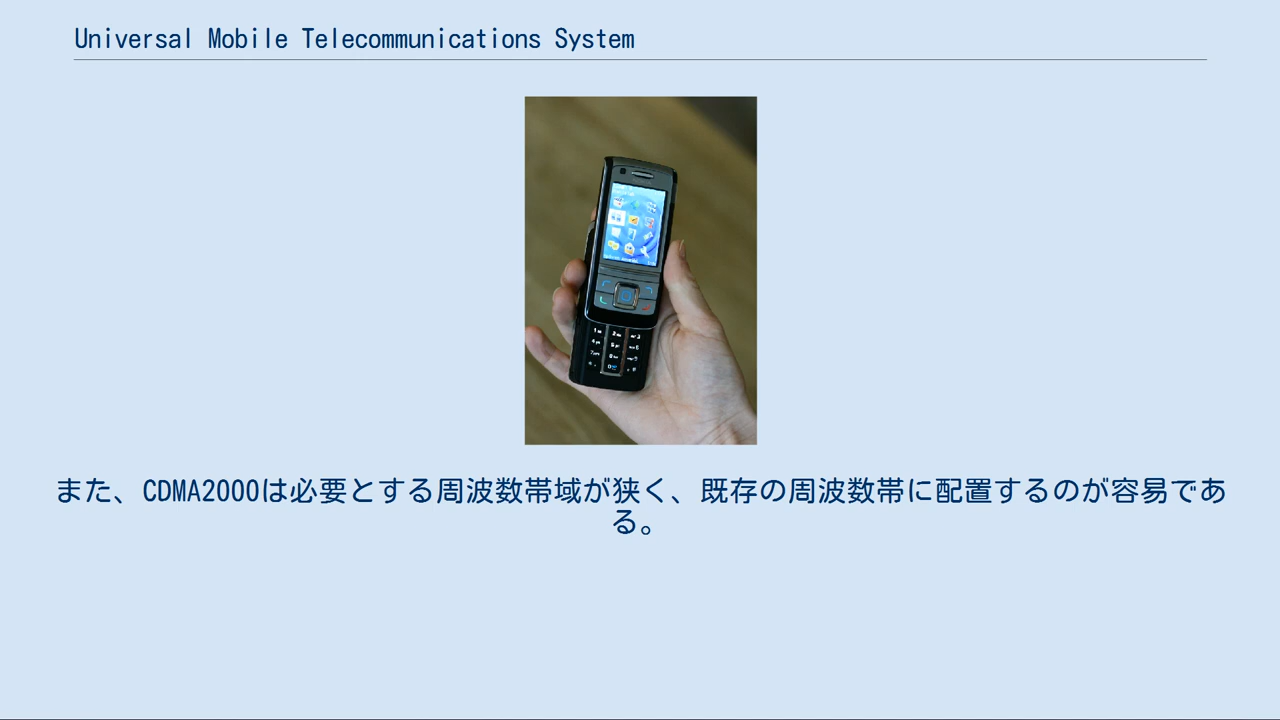 Universal Mobile Telecommunications System
また、CDMA2000は必要とする周波数帯域が狭く、既存の周波数帯に配置するのが容易であ
る。